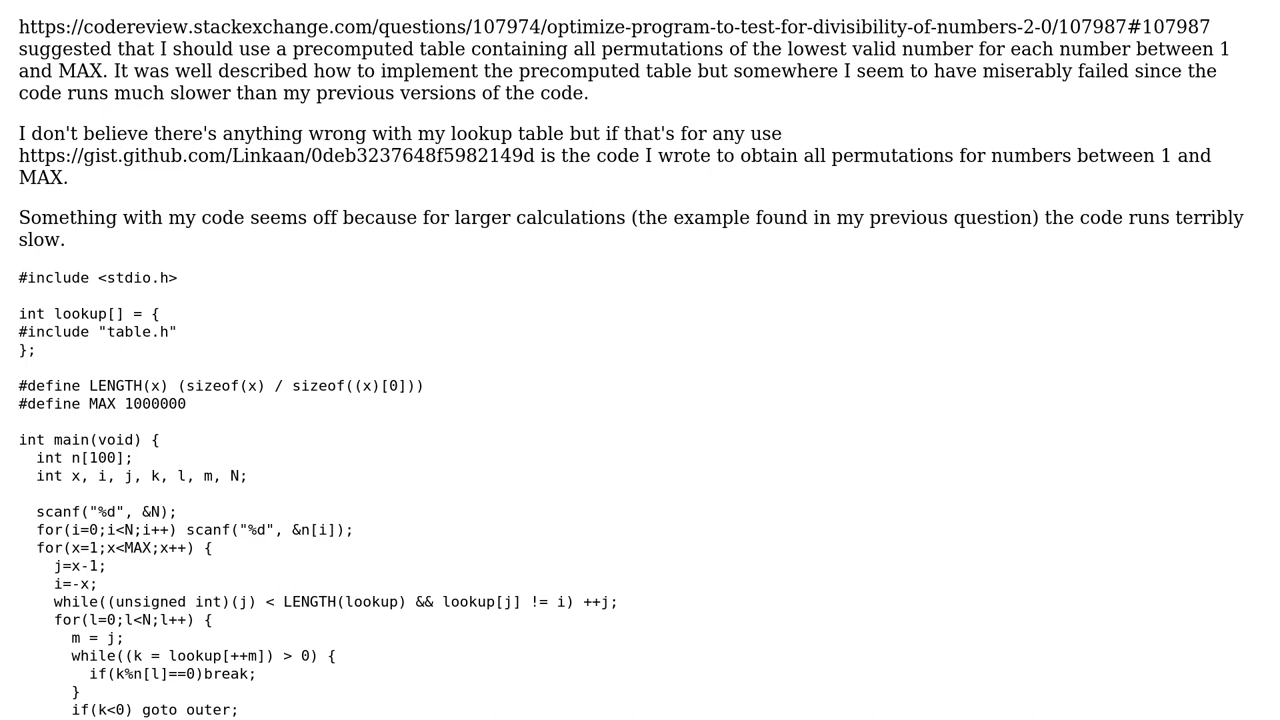 https://codereview.stackexchange.com/questions/107974/optimize-program-to-test-for-divisibility-of-numbers-2-0/107987#107987
suggested that I should use a precomputed table containing all permutations of the lowest valid number for each number between 1
and MAX. It was well described how to implement the precomputed table but somewhere I seem to have miserably failed since the
code runs much slower than my previous versions of the code.
I don't believe there's anything wrong with my lookup table but if that's for any use
https://gist.github.com/Linkaan/0deb3237648f5982149d is the code I wrote to obtain all permutations for numbers between 1 and
MAX.
Something with my code seems off because for larger calculations (the example found in my previous question) the code runs terribly
slow.
#include <stdio.h>
int lookup[] = {
#include "table.h"
};
#define LENGTH(x) (sizeof(x) / sizeof((x)[0]))
#define MAX 1000000
int main(void) {
  int n[100];
  int x, i, j, k, l, m, N;
  scanf("%d", &N);
  for(i=0;i<N;i++) scanf("%d", &n[i]);
  for(x=1;x<MAX;x++) {
    j=x-1;
    i=-x;
    while((unsigned int)(j) < LENGTH(lookup) && lookup[j] != i) ++j;
    for(l=0;l<N;l++) {
      m = j;
      while((k = lookup[++m]) > 0) {
        if(k%n[l]==0)break;
      }
      if(k<0) goto outer;